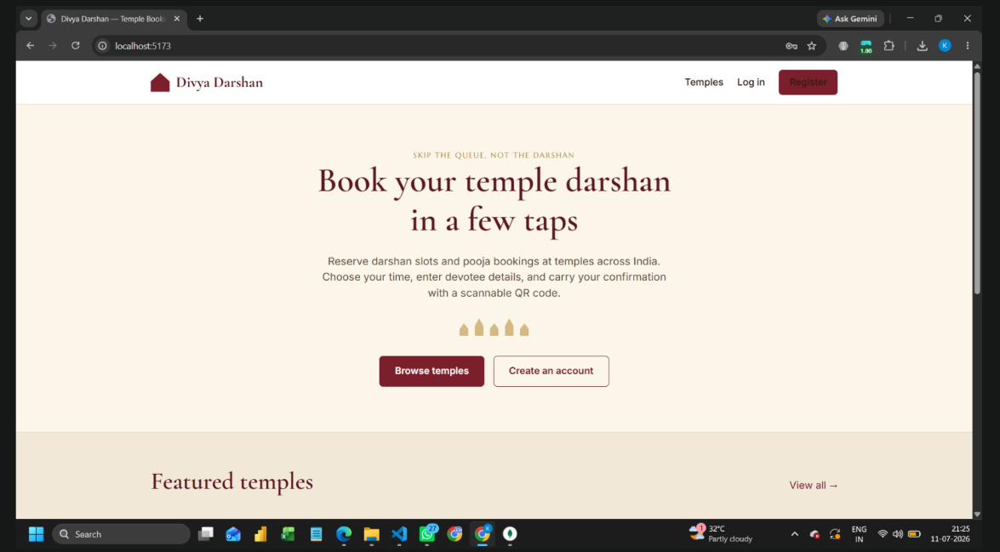 Divya Darshan — Temple Book
Ask Gemini
localhost:5173
1.00
K
Divya Darshan
Temples
Log in
Register
SKIP THE QUEUE, NOT THE DARSHAN
Book your temple darshan
in a few taps
Reserve darshan slots and pooja bookings at temples across India.
Choose your time, enter devotee details, and carry your confirmation
with a scannable QR code.
Browse temples
Create an account
Featured temples
View all →
Search
27
1
32°C
Partly cloudy
ENG
IN
21:25
11-07-2026